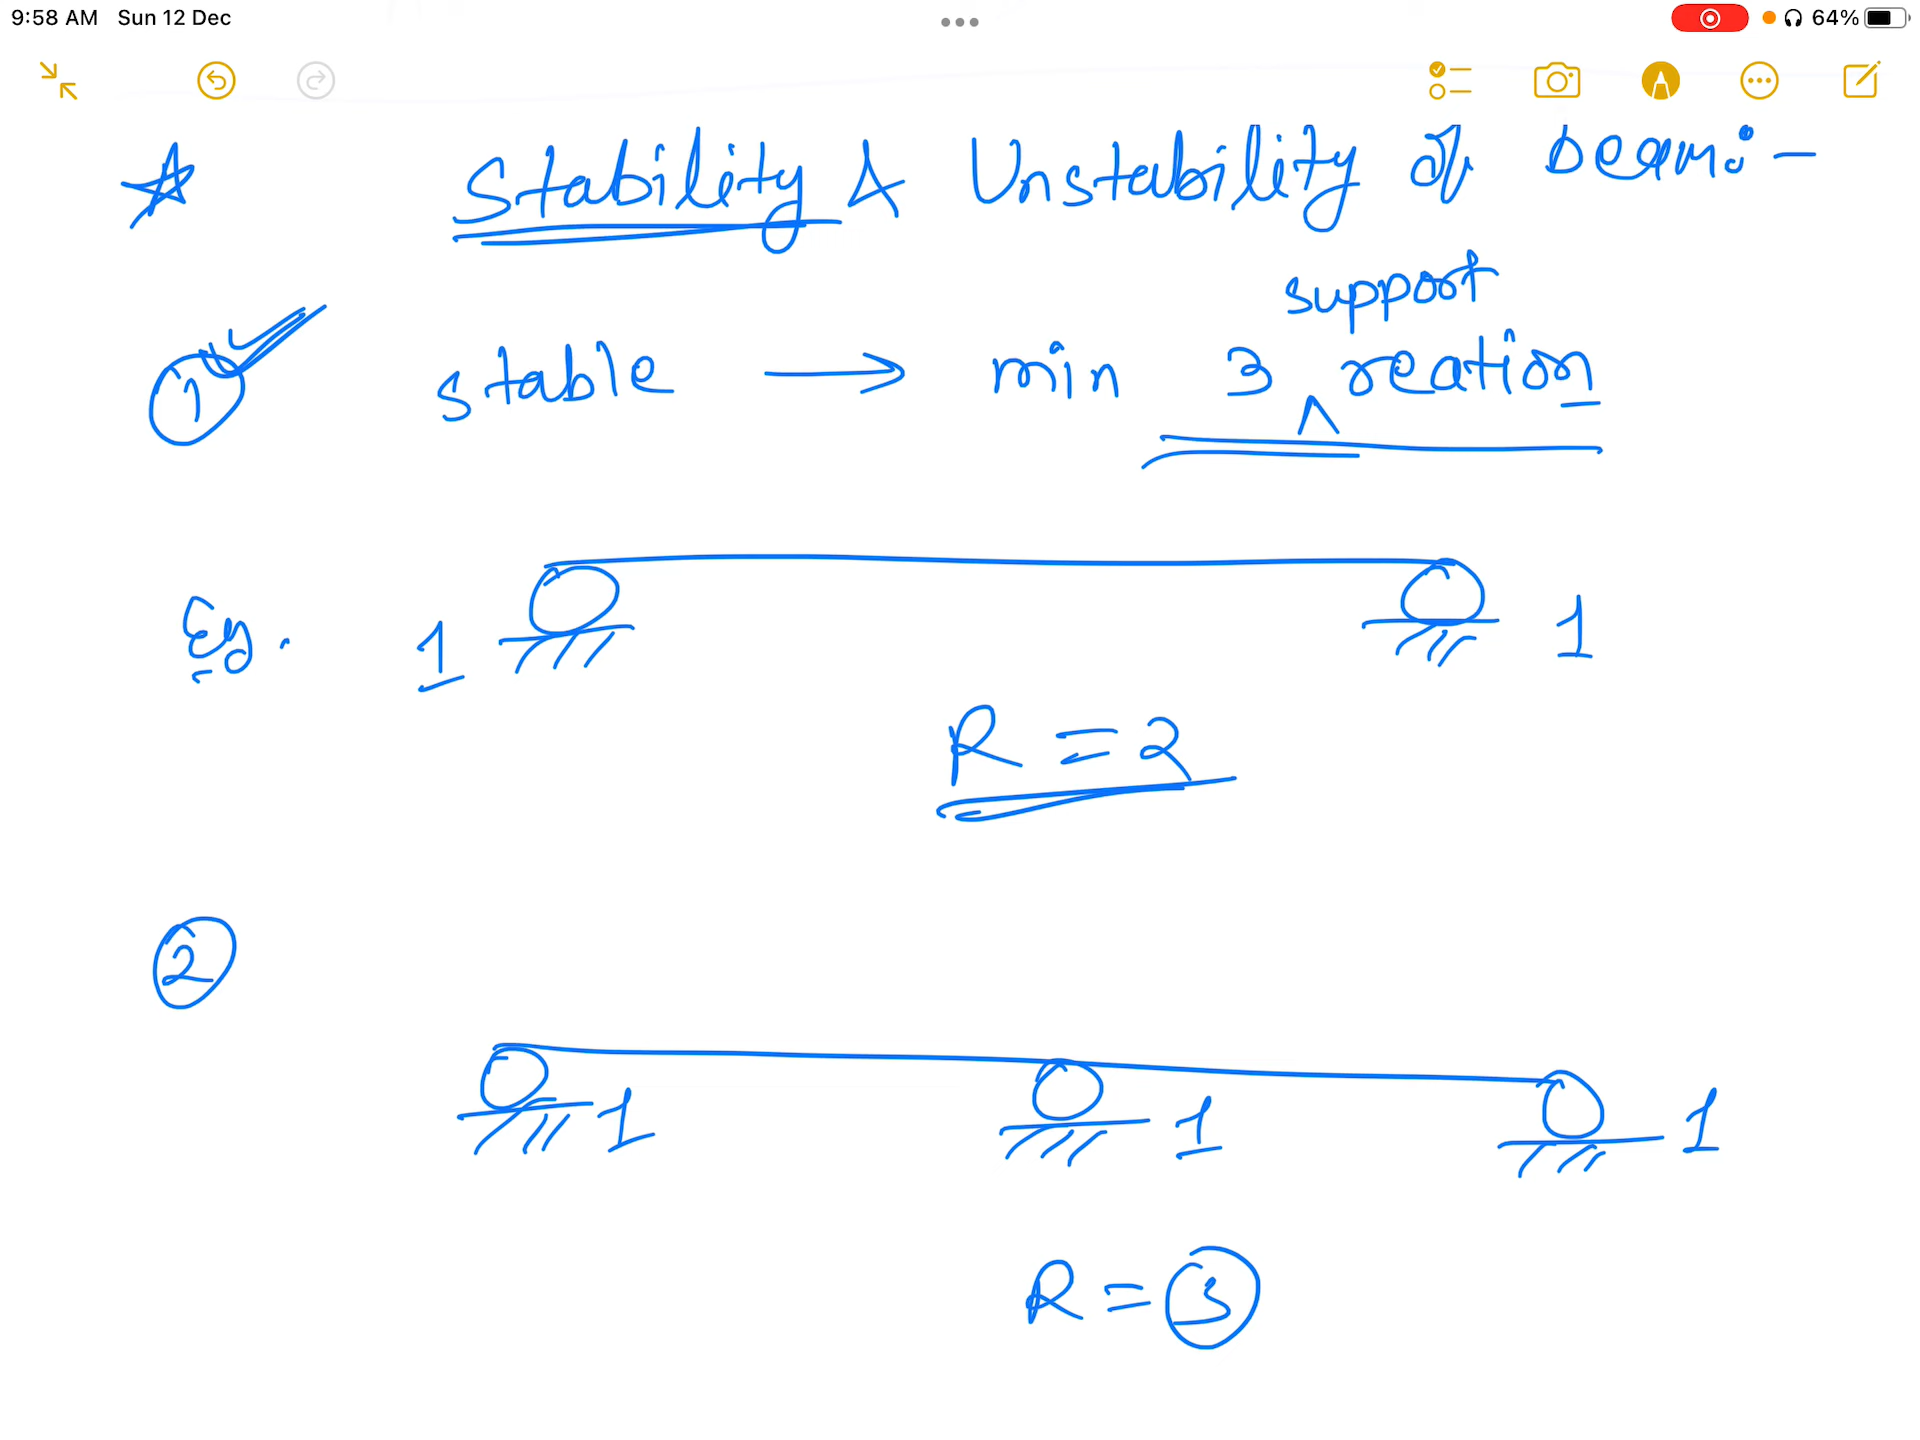 9:58 AM Sun 12 Dec
64%
Stability & Unstability of beam:-
support
1 stable → min 3 ^ reation
Eg. 1 1
R = 2
2
1 1 1
R = 3